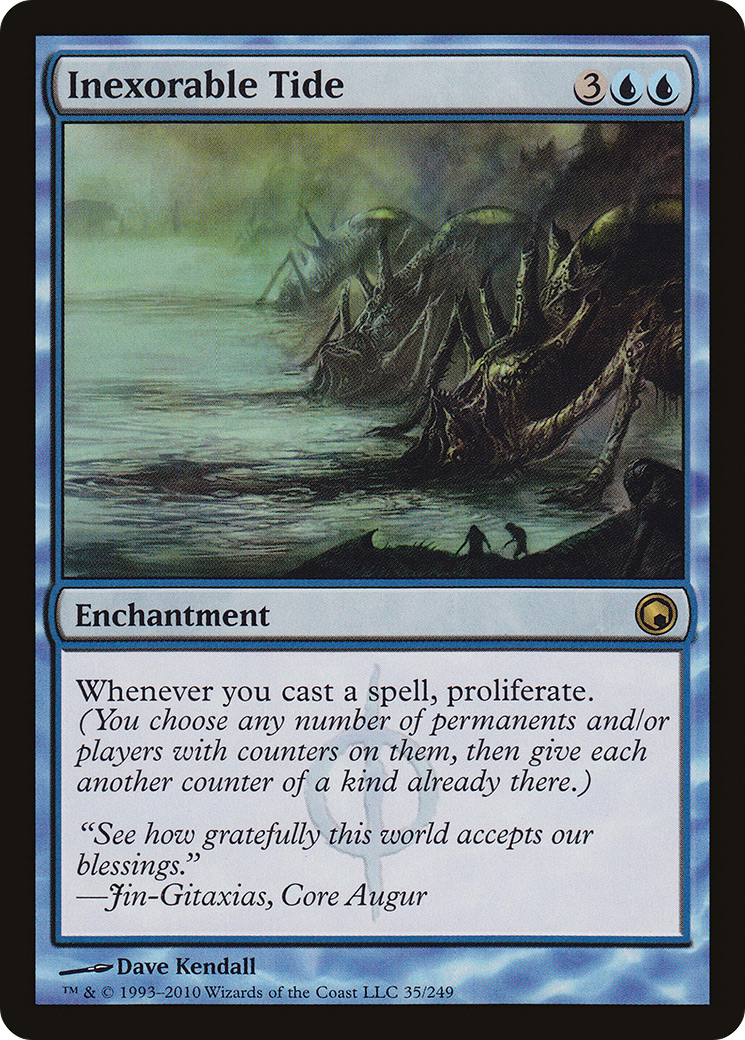 Inexorable Tide 3
Enchantment
Whenever you cast a spell, proliferate.
(You choose any number of permanents and/or
players with counters on them, then give each
another counter of a kind already there.)
“See how gratefully this world accepts our
blessings.”
—Jin-Gitaxias, Core Augur
Dave Kendall
™ & © 1993–2010 Wizards of the Coast LLC 35/249